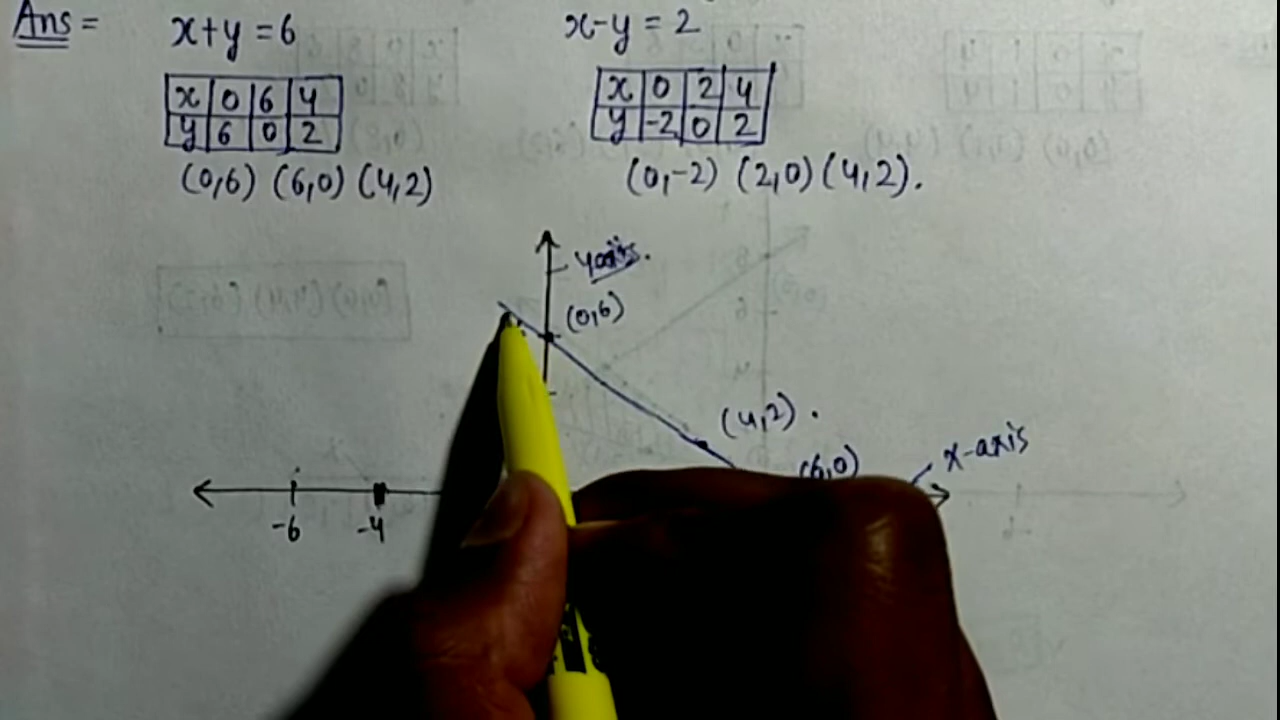 Ans = x+y=6 x-y=2
x 0 6 4 x 0 2 4
y 6 0 2 y -2 0 2
(0,6) (6,0) (4,2) (0,-2) (2,0) (4,2).
y axis.
(0,6)
(4,2).
(6,0) x-axis
-6 -4